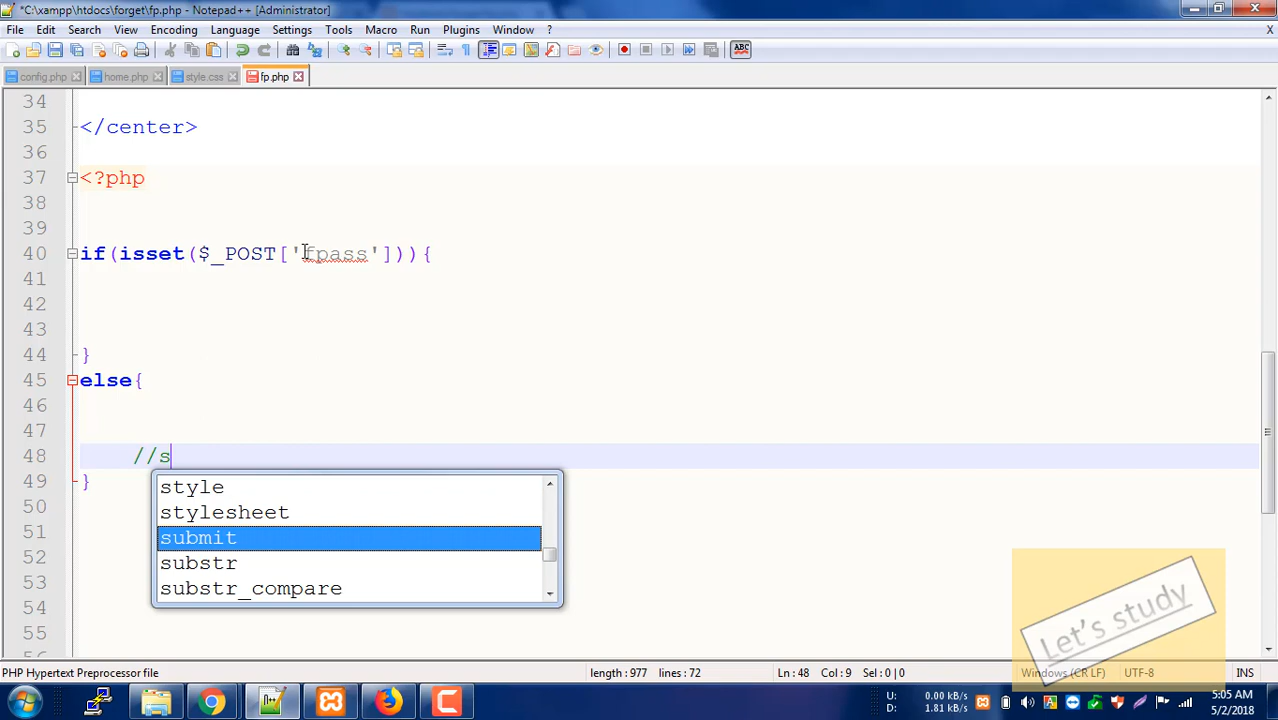 *C:\xampp\htdocs\forget\fp.php - Notepad++ [Administrator]
File Edit Search View Encoding Language Settings Tools Macro Run Plugins Window ? X
ABC
config.php home.php style.css fp.php
34
35 </center>
36
37 <?php
38
39
40 if(isset($_POST['fpass'])){
41
42
43
44 }
45 else{
46
47
48 //s
49 }
style
stylesheet
submit
substr
substr_compare
50
51
52
53
54
55
56
Let's study
PHP Hypertext Preprocessor file length : 977 lines : 72 Ln : 48 Col : 9 Sel : 0 | 0 Windows (CR LF) UTF-8 INS
U: 0.00 kB/s
D: 1.81 kB/s
5:05 AM
5/2/2018